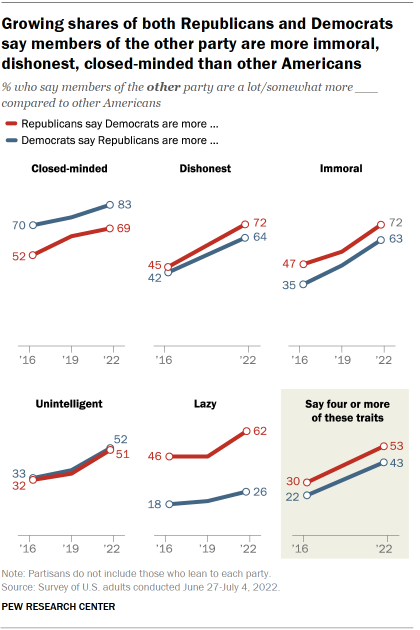 Growing shares of both Republicans and Democrats
say members of the other party are more immoral,
dishonest, closed-minded than other Americans
% who say members of the other party are a lot/somewhat more ___
compared to other Americans
Republicans say Democrats are more ...
Democrats say Republicans are more ...
Closed-minded
70
83
52
69
'16
'19
'22
Dishonest
45
42
72
64
'16
'19
'22
Immoral
47
35
72
63
'16
'19
'22
Unintelligent
33
32
52
51
'16
'19
'22
Lazy
46
18
62
26
'16
'19
'22
Say four or more
of these traits
30
22
53
43
'16
'22
Note: Partisans do not include those who lean to each party.
Source: Survey of U.S. adults conducted June 27-July 4, 2022.
PEW RESEARCH CENTER